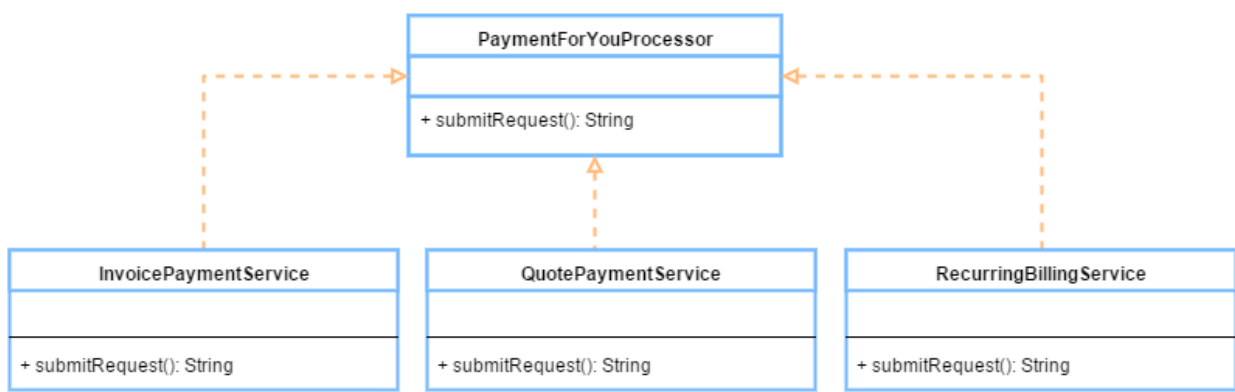 PaymentForYouProcessor
+ submitRequest(): String
InvoicePaymentService
+ submitRequest(): String
QuotePaymentService
+ submitRequest(): String
RecurringBillingService
+ submitRequest(): String